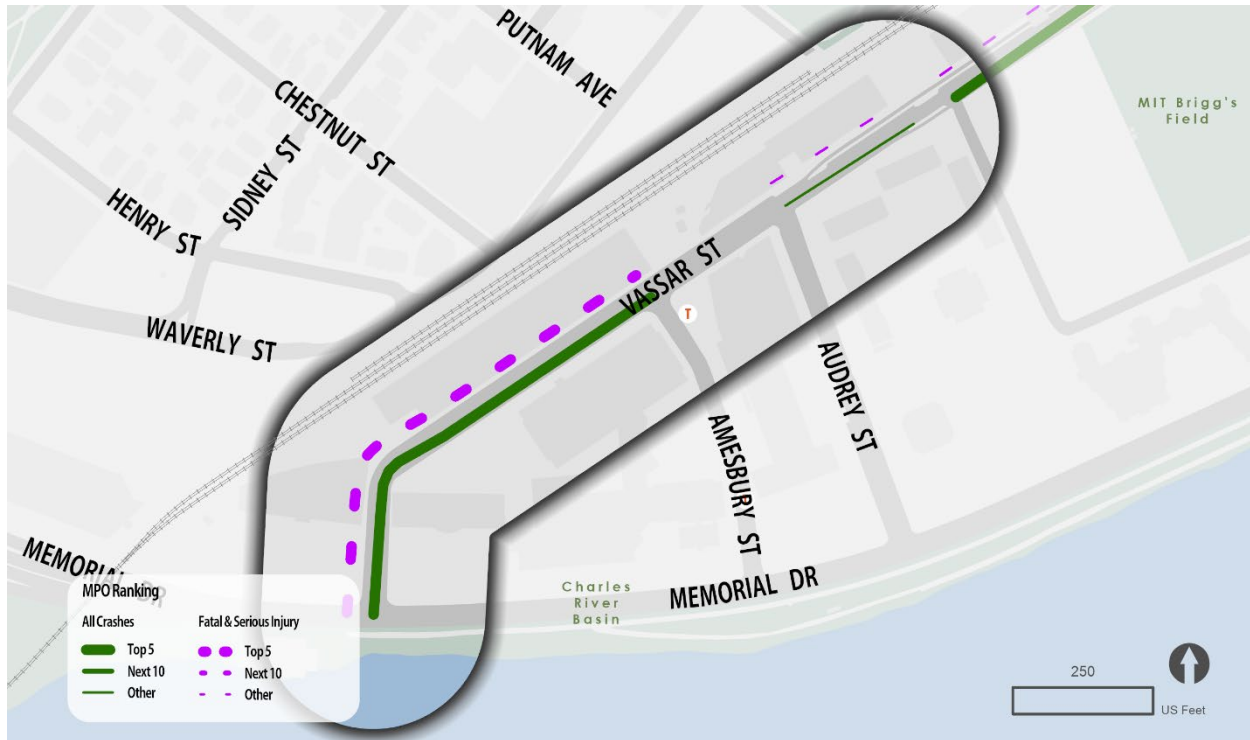 PUTNAM AVE
CHESTNUT ST
SIDNEY ST
HENRY ST
MIT Brigg's
Field
VASSAR ST
T
WAVERLY ST
AUDREY ST
AMESBURY ST
MEMORIAL DR
Charles
River
Basin
MEMORIAL DR
MPO Ranking
All Crashes
Top 5
Next 10
Other
Fatal & Serious Injury
Top 5
Next 10
Other
250
US Feet